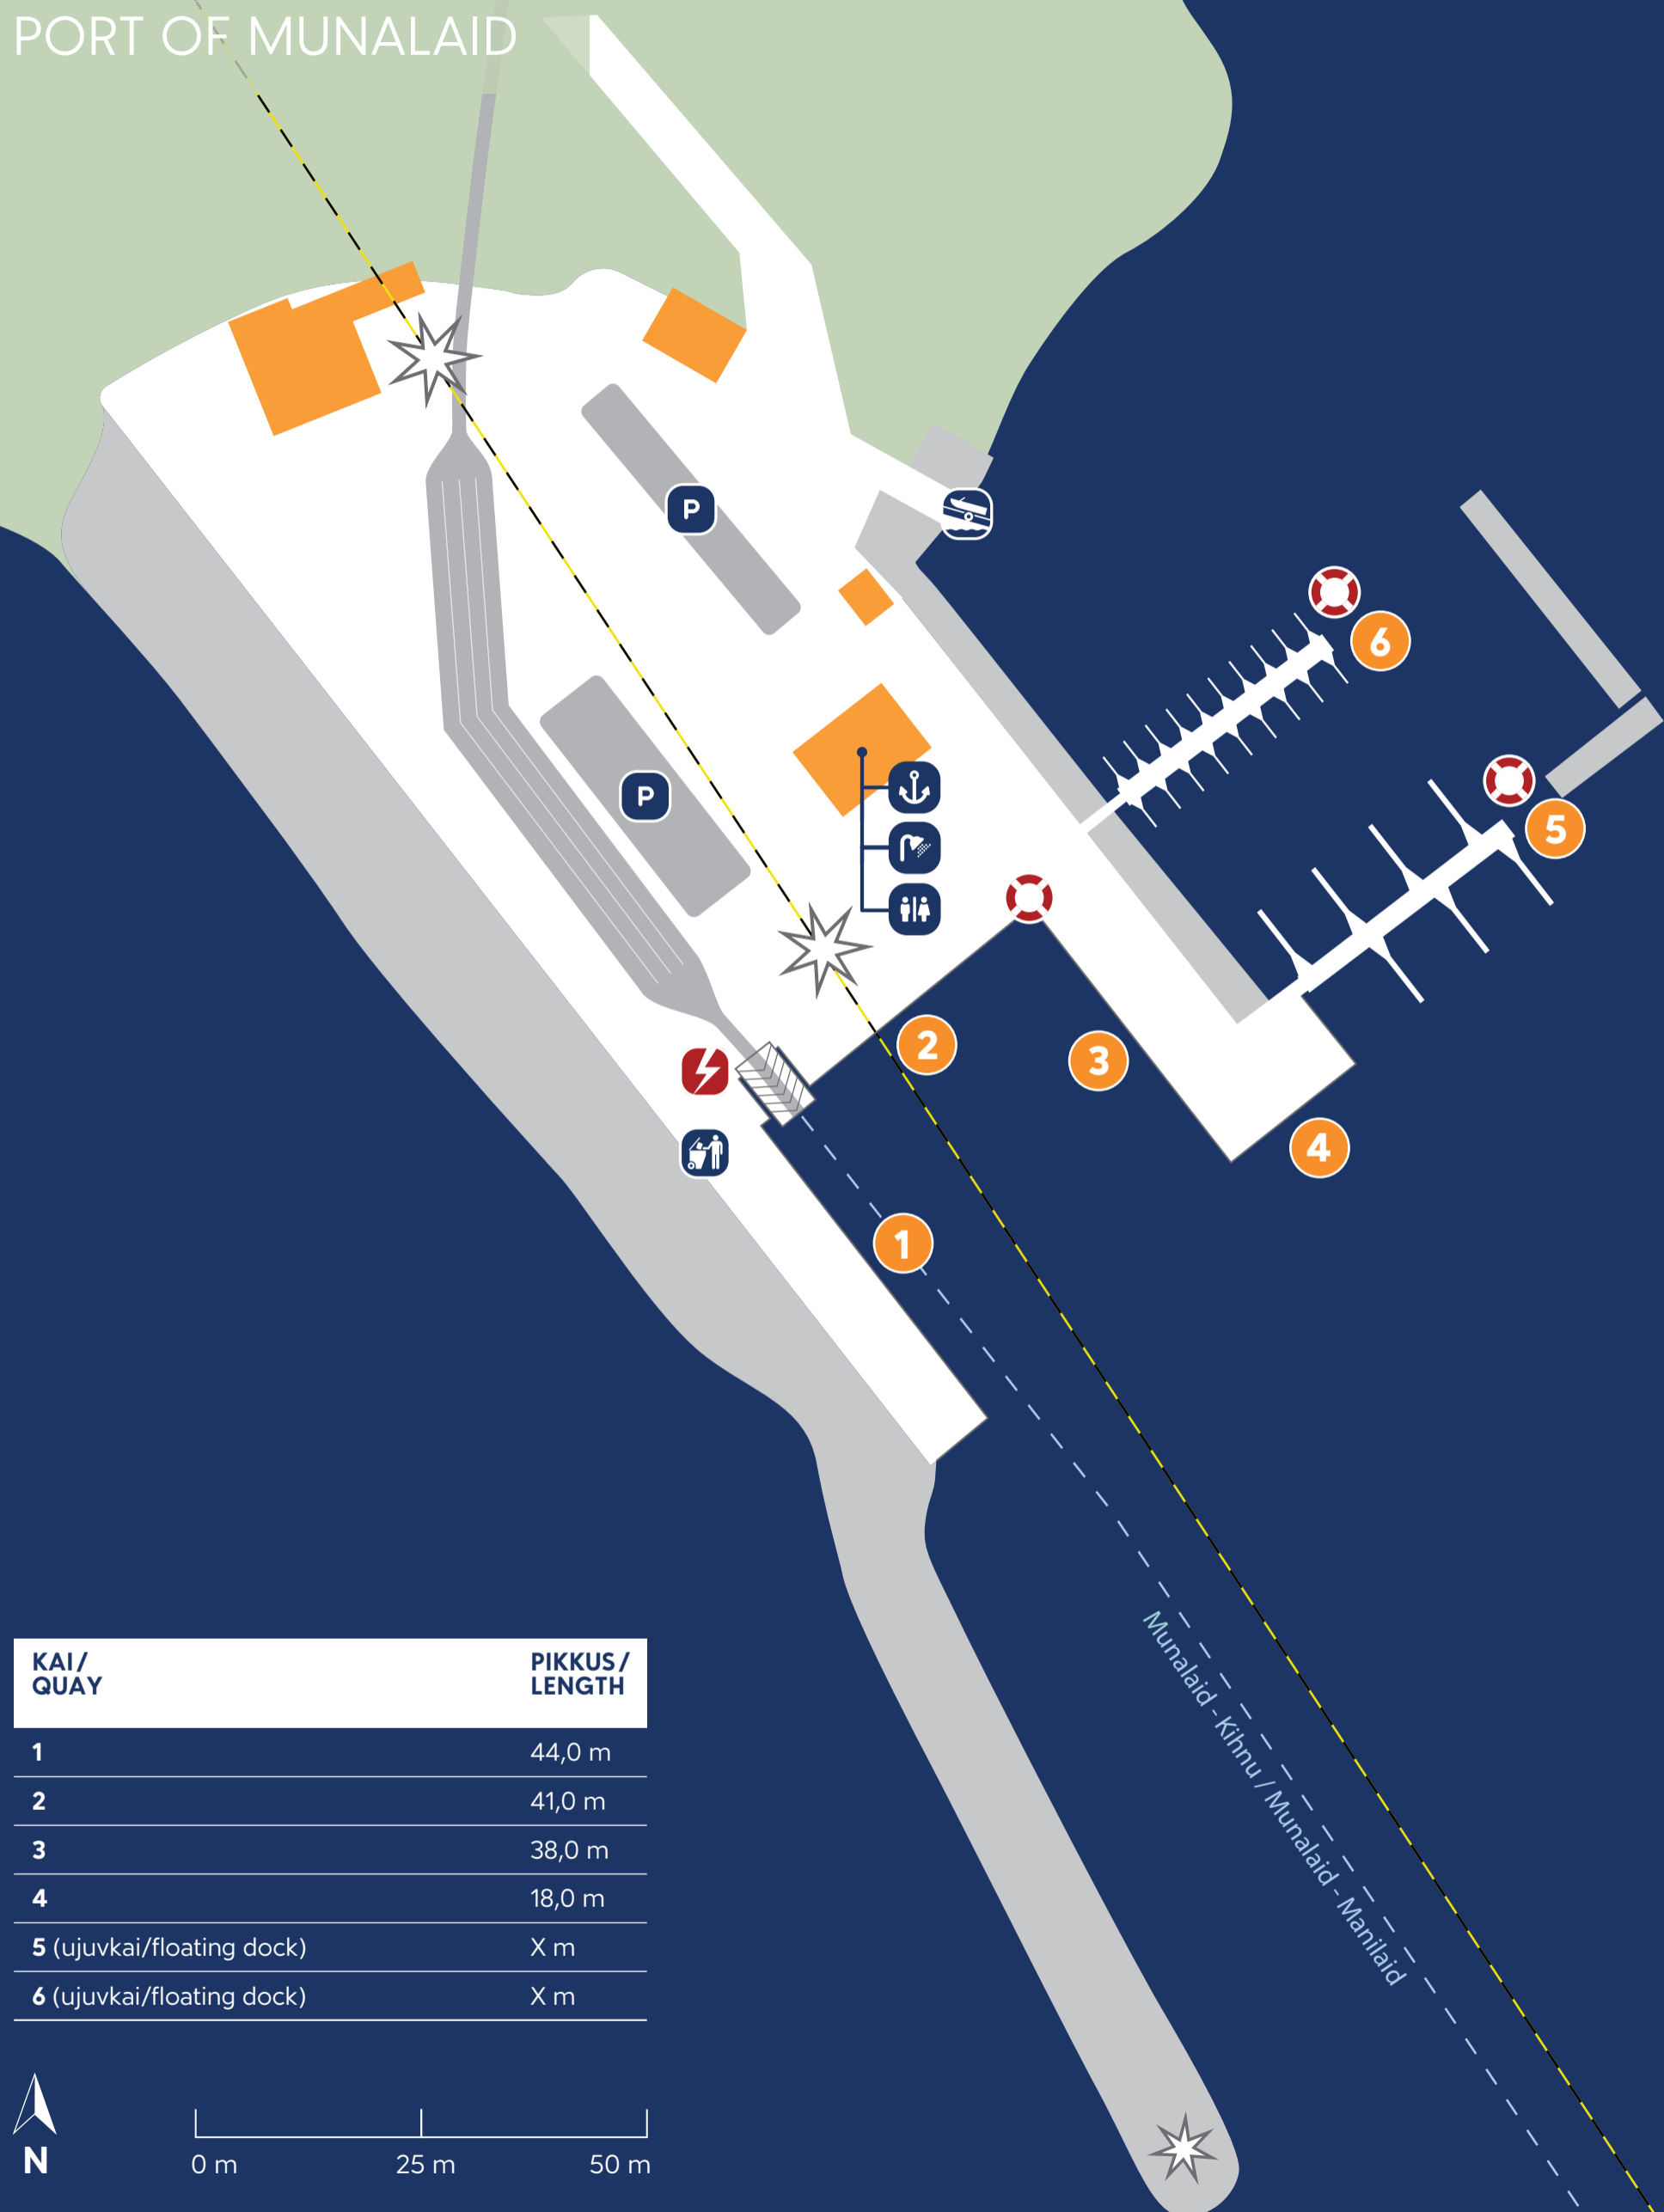 PORT OF MUNALAID
P
P
6
5
2
3
4
1
Munalaid - Kihnu / Munalaid - Manilaid
KAI/
QUAY
PIKKUS/
LENGTH
1 44,0 m
2 41,0 m
3 38,0 m
4 18,0 m
5 (ujuvkai/floating dock) X m
6 (ujuvkai/floating dock) X m
N
0 m 25 m 50 m